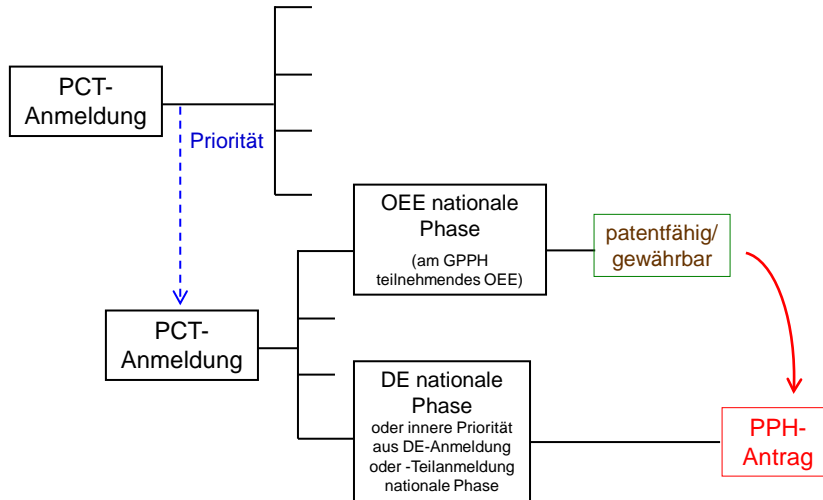 PCT-
Anmeldung
Priorität
OEE nationale
Phase
(am GPPH
teilnehmendes OEE)
patentfähig/
gewährbar
PCT-
Anmeldung
DE nationale
Phase
oder innere Priorität
aus DE-Anmeldung
oder -Teilanmeldung
nationale Phase
PPH-
Antrag